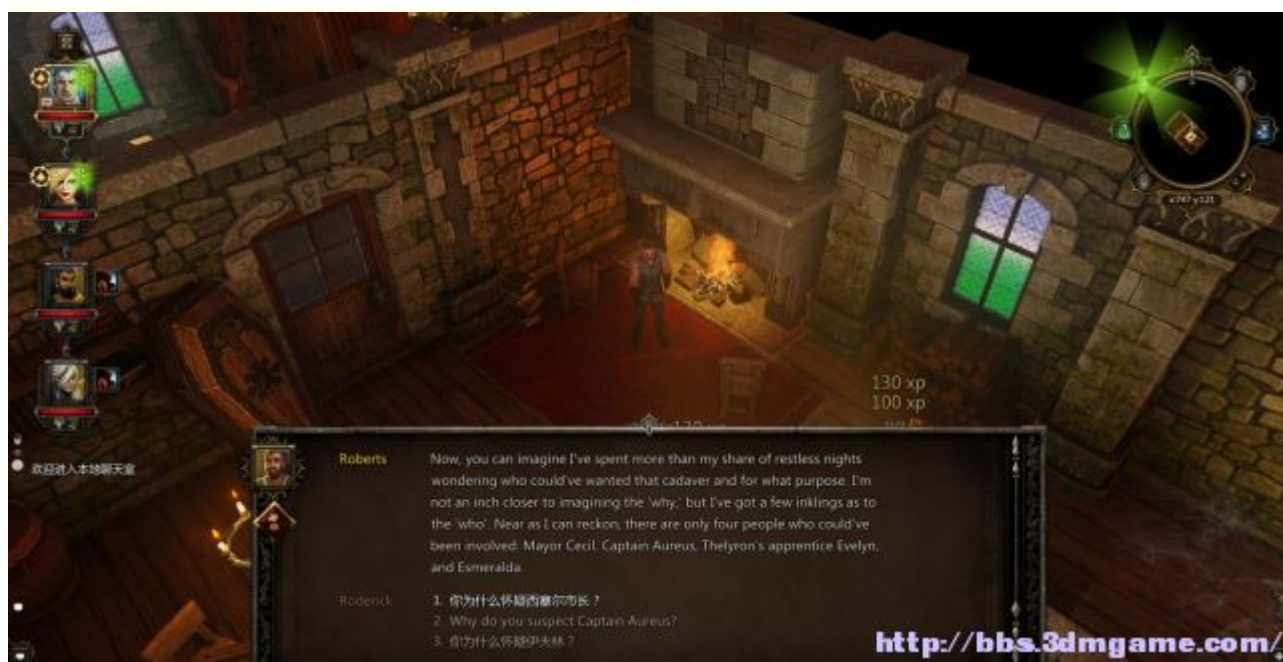 x:747 y:121
130 xp
100 xp
欢迎进入本地聊天室
Roberts
Now, you can imagine I've spent more than my share of restless nights
wondering who could've wanted that cadaver and for what purpose. I'm
not an inch closer to imagining the 'why,' but I've got a few inklings as to
the 'who'. Near as I can reckon, there are only four people who could've
been involved: Mayor Cecil, Captain Aureus, Thelyron's apprentice Evelyn,
and Esmeralda.
Roderick
1. 你为什么怀疑西塞尔市长？
2. Why do you suspect Captain Aureus?
3. 你为什么怀疑伊夫林？
http://bbs.3dmgame.com/